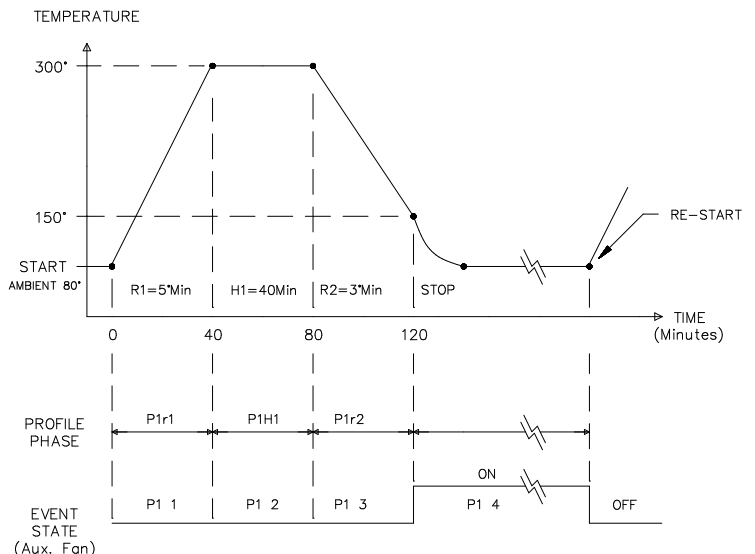 TEMPERATURE
300°
150°
START
AMBIENT 80°
R1=5°Min
H1=40Min
R2=3°Min
STOP
RE-START
0
40
80
120
TIME
(Minutes)
PROFILE
PHASE
P1r1
P1H1
P1r2
EVENT
STATE
(Aux. Fan)
P1 1
P1 2
P1 3
ON
P1 4
OFF